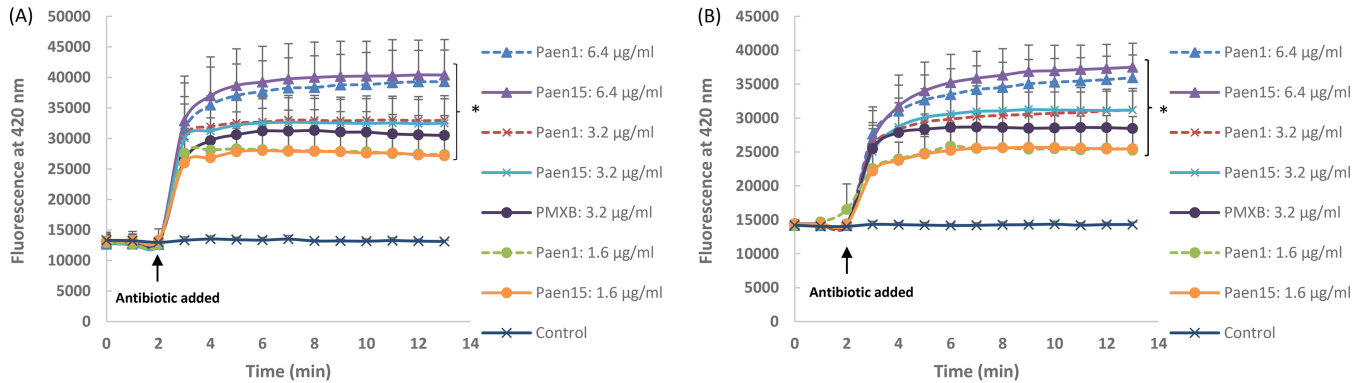 (A)
50000
45000
40000
35000
30000
25000
20000
15000
10000
5000
0
Fluorescence at 420 nm
0 2 4 6 8 10 12 14
Time (min)
Antibiotic added
*
Paen1: 6.4 µg/ml
Paen15: 6.4 µg/ml
Paen1: 3.2 µg/ml
Paen15: 3.2 µg/ml
PMXB: 3.2 µg/ml
Paen1: 1.6 µg/ml
Paen15: 1.6 µg/ml
Control
(B)
45000
40000
35000
30000
25000
20000
15000
10000
5000
0
Fluorescence at 420 nm
0 2 4 6 8 10 12 14
Time (min)
Antibiotic added
*
Paen1: 6.4 µg/ml
Paen15: 6.4 µg/ml
Paen1: 3.2 µg/ml
Paen15: 3.2 µg/ml
PMXB: 3.2 µg/ml
Paen1: 1.6 µg/ml
Paen15: 1.6 µg/ml
Control